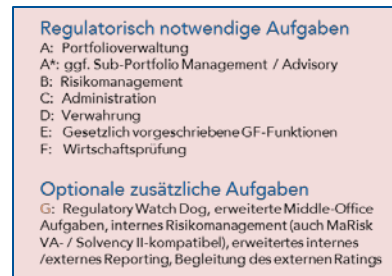 Regulatorisch notwendige Aufgaben
A: Portfolioverwaltung
A*: ggf. Sub-Portfolio Management / Advisory
B: Risikomanagement
C: Administration
D: Verwahrung
E: Gesetzlich vorgeschriebene GF-Funktionen
F: Wirtschaftsprüfung
Optionale zusätzliche Aufgaben
G: Regulatory Watch Dog, erweiterte Middle-Office
Aufgaben, internes Risikomanagement (auch MaRisk
VA- / Solvency II-kompatibel), erweitertes internes
/externes Reporting, Begleitung des externen Ratings